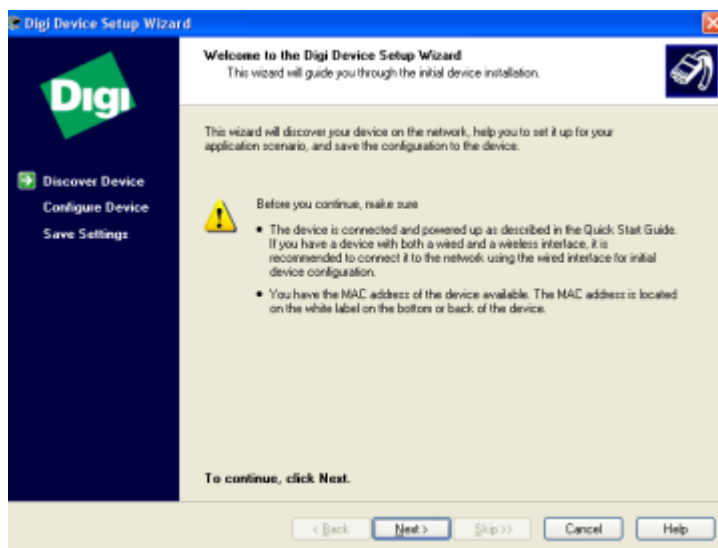 Digi Device Setup Wizard
Digi
Welcome to the Digi Device Setup Wizard
This wizard will guide you through the initial device installation.
This wizard will discover your device on the network, help you to set it up for your
application scenario, and save the configuration to the device.
Discover Device
Configure Device
Save Settings
Before you continue, make sure
• The device is connected and powered up as described in the Quick Start Guide.
If you have a device with both a wired and a wireless interface, it is
recommended to connect it to the network using the wired interface for initial
device configuration.
• You have the MAC address of the device available. The MAC address is located
on the white label on the bottom or back of the device.
To continue, click Next.
< Back
Next >
Skip >>
Cancel
Help